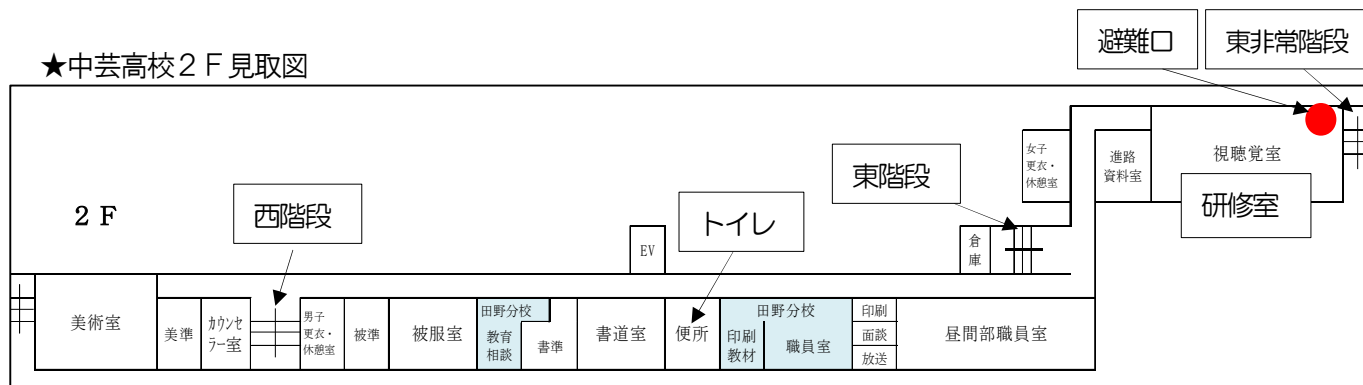 避難口
東非常階段
★中芸高校２Ｆ見取図
女子
更衣・
休憩室
進路
資料室
視聴覚室
東階段
研修室
２Ｆ
西階段
トイレ
EV
倉
庫
美術室
美準
カウンセ
ラー室
男子
更衣・
休憩室
被準
被服室
田野分校
教育
相談
書準
書道室
便所
田野分校
印刷
教材
職員室
印刷
面談
放送
昼間部職員室